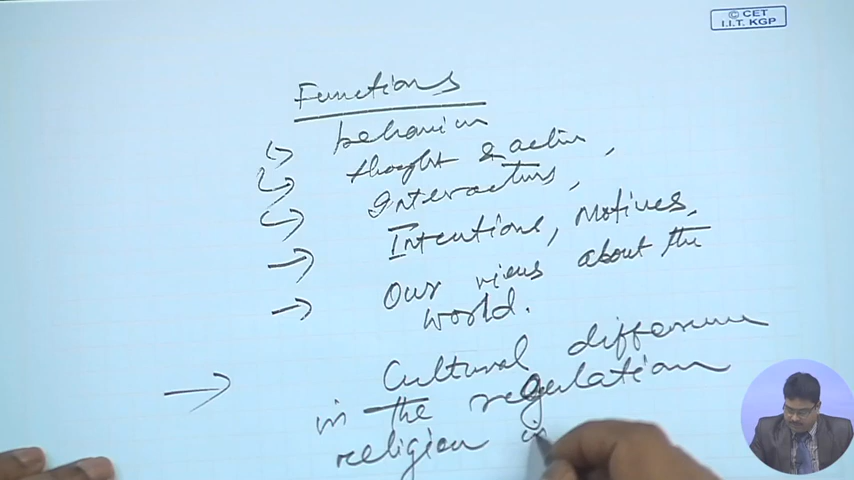 © CET
I.I.T. KGP
Functions
behaviour
thought & action,
Interactions,
Intentions, Motives,
Our views about the
world.
Cultural difference
in the regulation
religion in